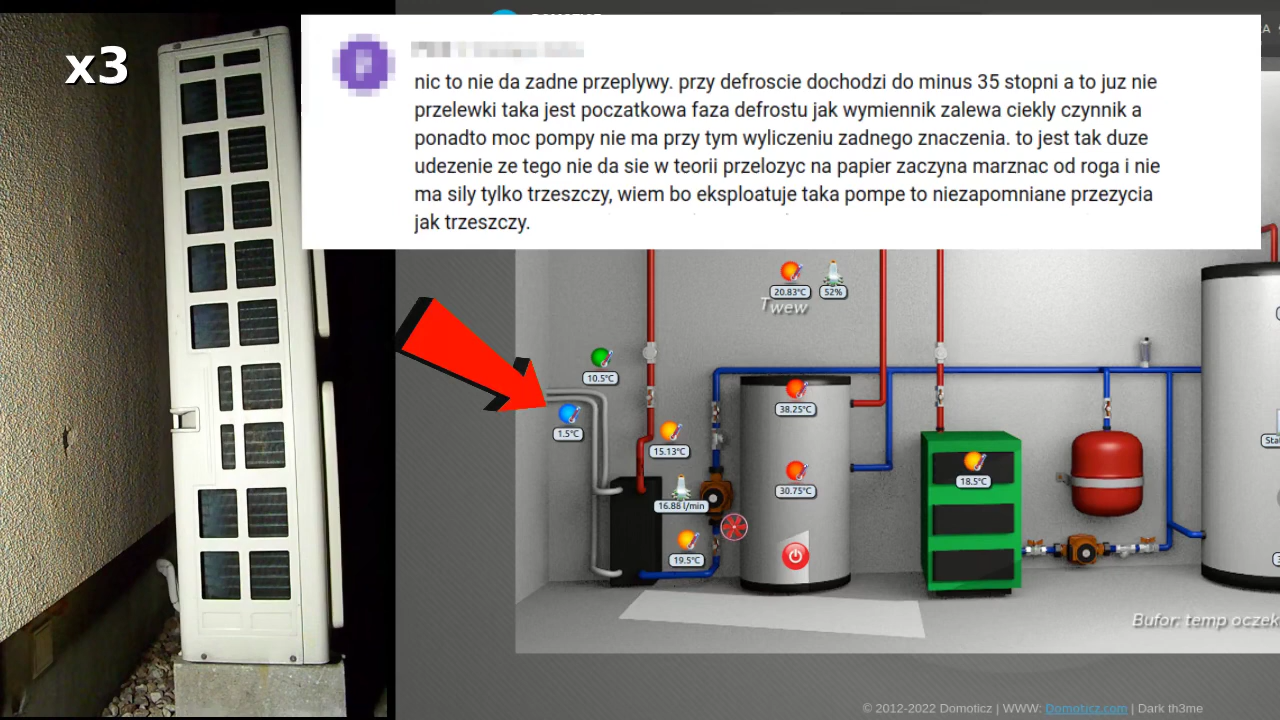 x3
nic to nie da zadne przeplywy. przy defroscie dochodzi do minus 35 stopni a to juz nie
przelewki taka jest poczatkowa faza defrostu jak wymiennik zalewa ciekly czynnik a
ponadto moc pompy nie ma przy tym wyliczeniu zadnego znaczenia. to jest tak duze
udezenie ze tego nie da sie w teorii przelozyc na papier zaczyna marznac od roga i nie
ma sily tylko trzeszczy, wiem bo eksploatuje taka pompe to niezapomniane przezycia
jak trzeszczy.
20.83°C 52%
Twew
10.5°C
38.25°C
1.5°C
15.13°C
18.5°C
30.75°C
16.88 l/min
19.5°C
Bufor: temp oczek
© 2012-2022 Domoticz | WWW: Domoticz.com | Dark th3me